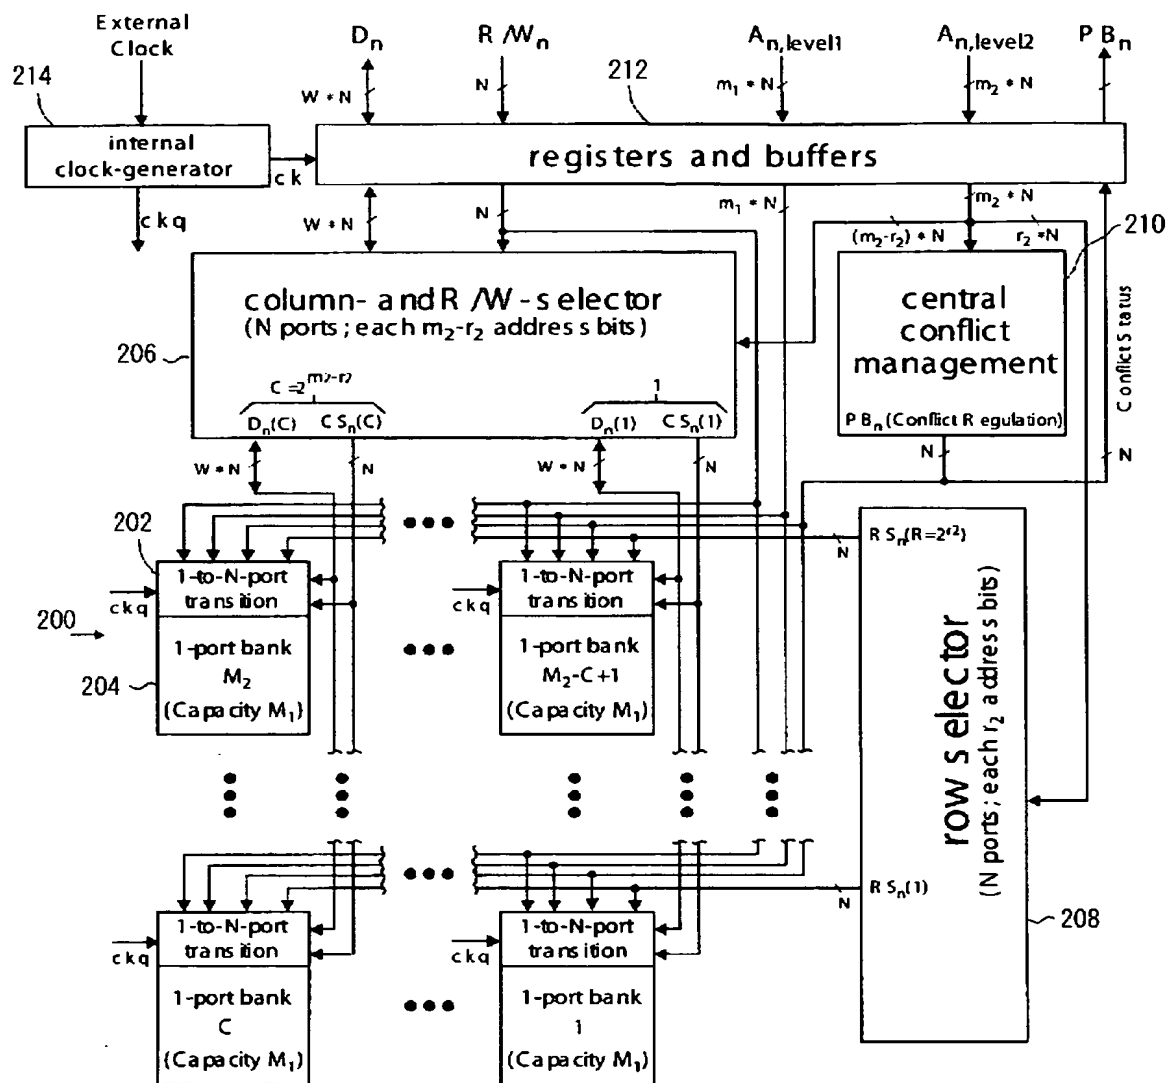 External
Clock
D_n
R/W_n
A_n,level1
A_n,level2
PB_n
214
212
W*N
N
m_1*N
m_2*N
internal
clock-generator
ck
registers and buffers
ckq
W*N
N
m_1*N
m_2*N
(m_2-r_2)*N
r_2*N
210
column- and R/W-selector
(N ports; each m_2-r_2 address bits)
206
central
conflict
management
PB_n (Conflict Regulation)
Conflict Status
C=2^m_2-r_2
1
D_n(C)
CS_n(C)
D_n(1)
CS_n(1)
W*N
N
W*N
N
N
N
202
1-to-N-port
transition
ckq
1-to-N-port
transition
ckq
N
RS_n(R=2^r_2)
200
204
1-port bank
M_2
(Capacity M_1)
1-port bank
M_2-C+1
(Capacity M_1)
row selector
(N ports; each r_2 address bits)
N
RS_n(1)
208
1-to-N-port
transition
ckq
1-to-N-port
transition
ckq
1-port bank
C
(Capacity M_1)
1-port bank
1
(Capacity M_1)